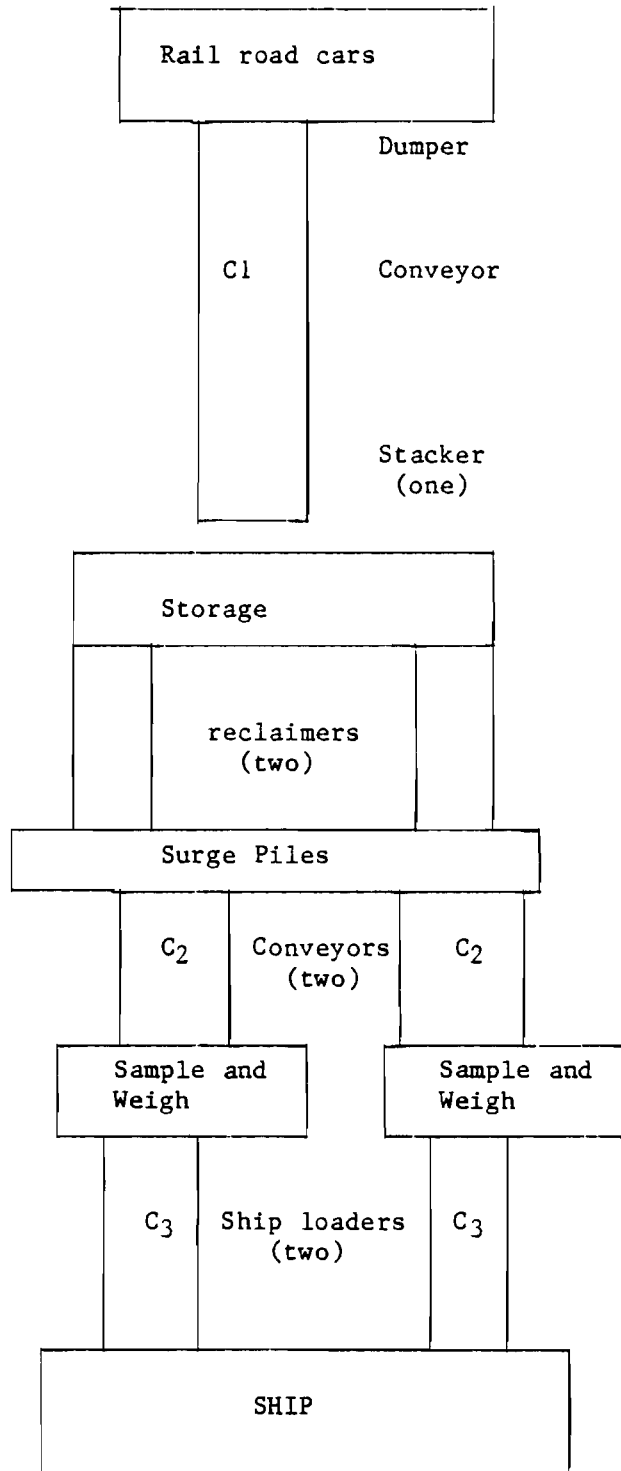 Rail road cars
Dumper
C1 Conveyor
Stacker
(one)
Storage
reclaimers
(two)
Surge Piles
C2 Conveyors C2
(two)
Sample and Sample and
Weigh Weigh
C3 Ship loaders C3
(two)
SHIP